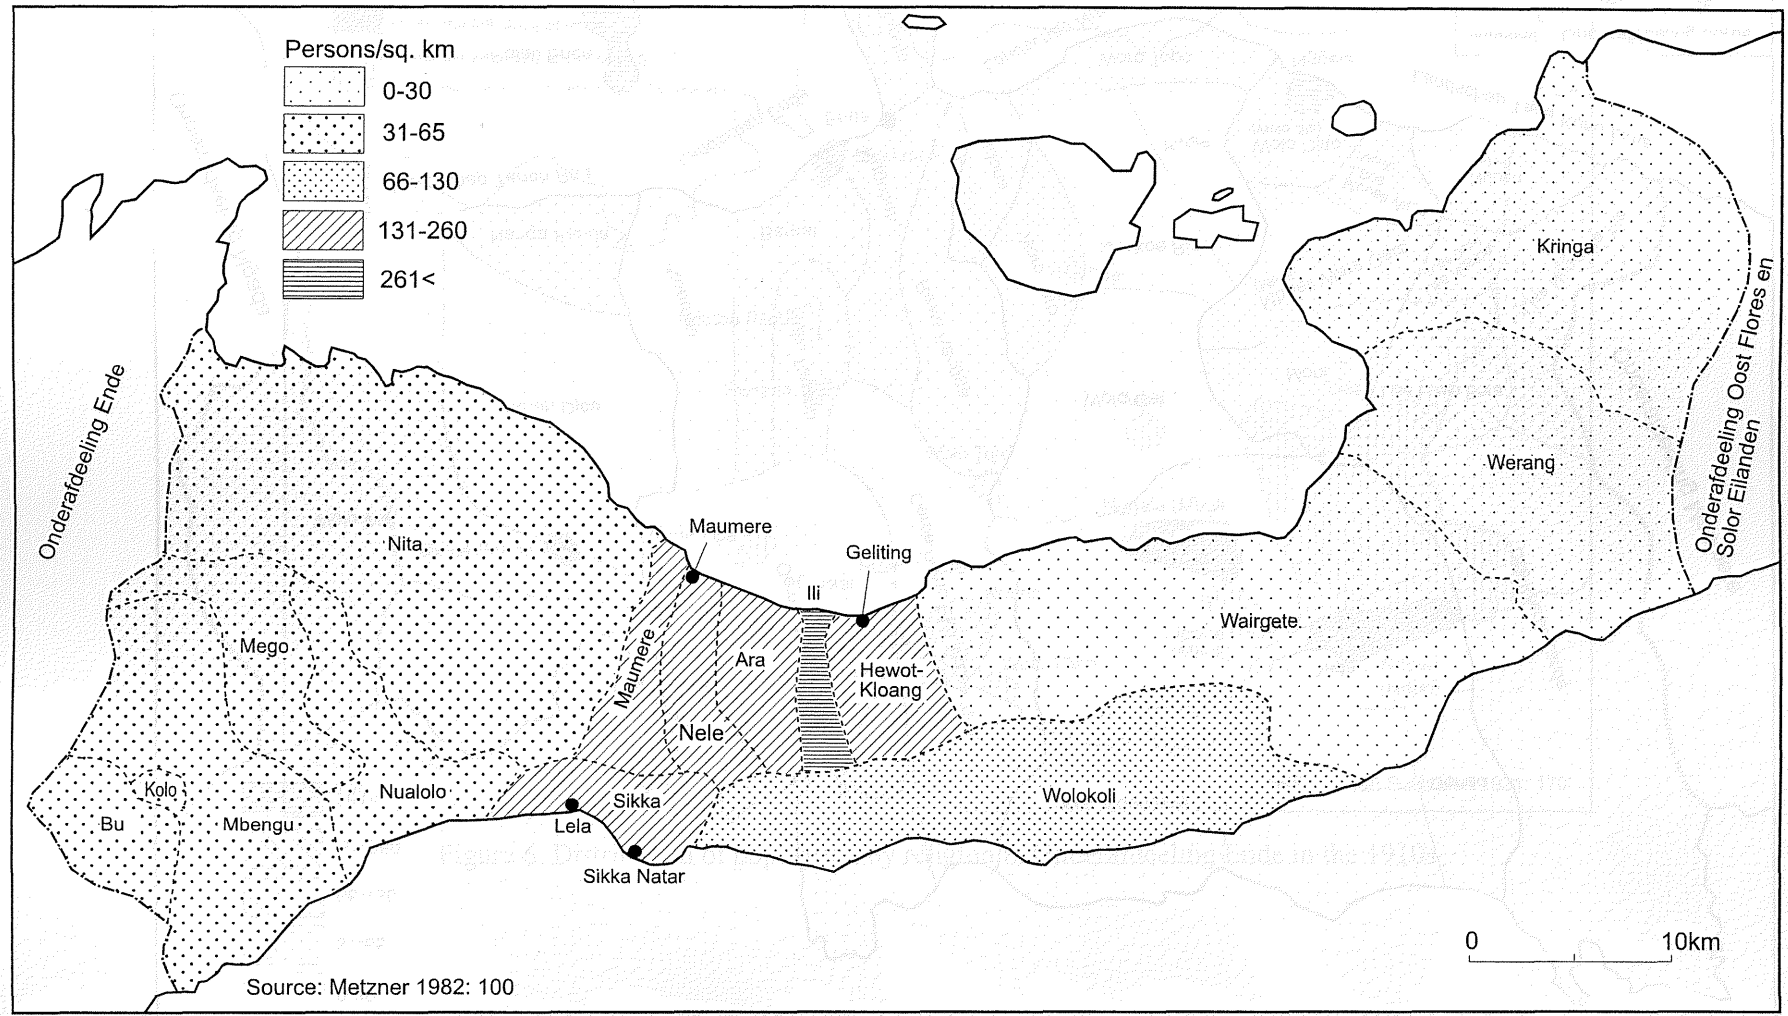 Persons/sq. km
0-30
31-65
66-130
131-260
261<
Onderafdeeling Ende
Kringa
Onderafdeeling Oost Flores en
Solor Eilanden
Werang
Nita
Maumere
Geliting
Ili
Wairgete
Mego
Maumere
Ara
Hewot-
Kloang
Nele
Kolo
Nualolo
Sikka
Wolokoli
Bu
Mbengu
Lela
Sikka Natar
0 10km
Source: Metzner 1982: 100